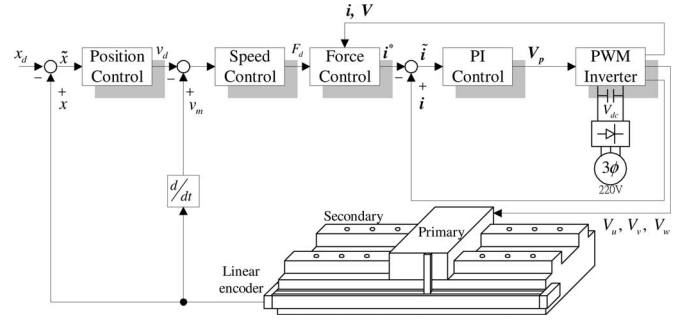 i, V
x_d
−
x̃
+
x
Position
Control
v_d
−
+
v_m
Speed
Control
F_d
Force
Control
i*
−
ĩ
+
i
PI
Control
V_p
PWM
Inverter
V_dc
3ϕ
220V
d/dt
Secondary
Primary
V_u, V_v, V_w
Linear
encoder